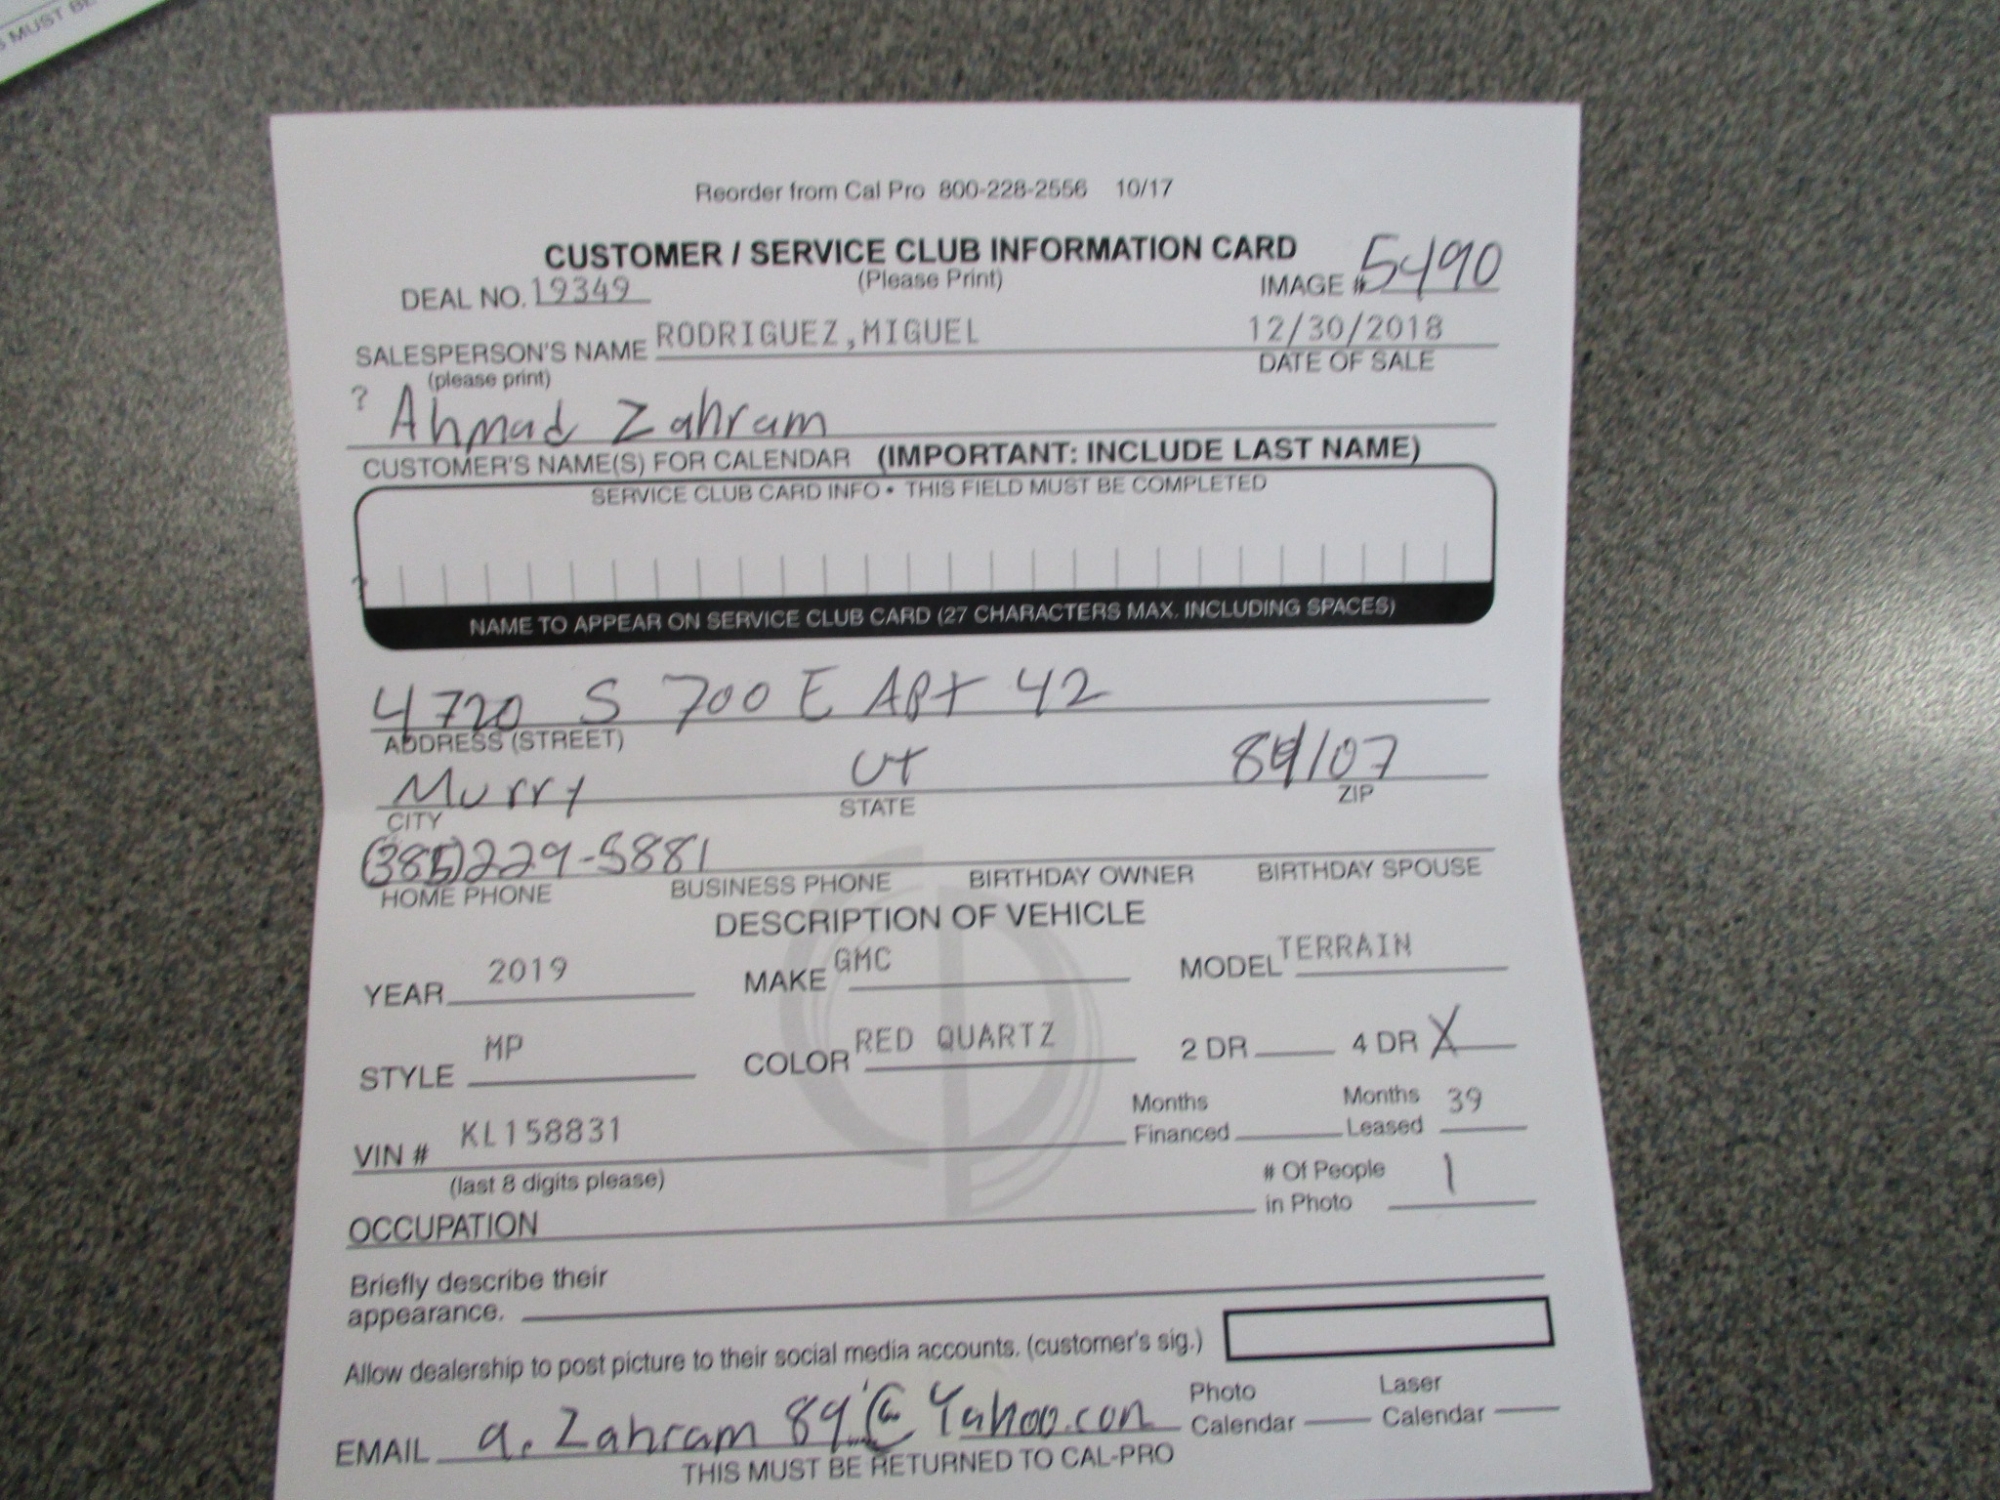 S MUST BE
Reorder from Cal Pro 800-228-2556 10/17
CUSTOMER / SERVICE CLUB INFORMATION CARD
(Please Print)
DEAL NO. 19349 IMAGE # 5490
SALESPERSON'S NAME RODRIGUEZ,MIGUEL 12/30/2018
(please print) DATE OF SALE
? Ahmad Zahram
CUSTOMER'S NAME(S) FOR CALENDAR (IMPORTANT: INCLUDE LAST NAME)
SERVICE CLUB CARD INFO • THIS FIELD MUST BE COMPLETED
?
NAME TO APPEAR ON SERVICE CLUB CARD (27 CHARACTERS MAX. INCLUDING SPACES)
4720 S 700 E APt 42
ADDRESS (STREET)
Murry Ut 84107
CITY STATE ZIP
(385)229-5881
HOME PHONE BUSINESS PHONE BIRTHDAY OWNER BIRTHDAY SPOUSE
DESCRIPTION OF VEHICLE
YEAR 2019 MAKE GMC MODEL TERRAIN
STYLE MP COLOR RED QUARTZ 2 DR 4 DR X
VIN # KL158831 Months Financed Months Leased 39
(last 8 digits please) # Of People in Photo 1
OCCUPATION
Briefly describe their
appearance.
Allow dealership to post picture to their social media accounts. (customer's sig.)
EMAIL a.Zahram 89@Yahoo.com Photo Calendar Laser Calendar
THIS MUST BE RETURNED TO CAL-PRO